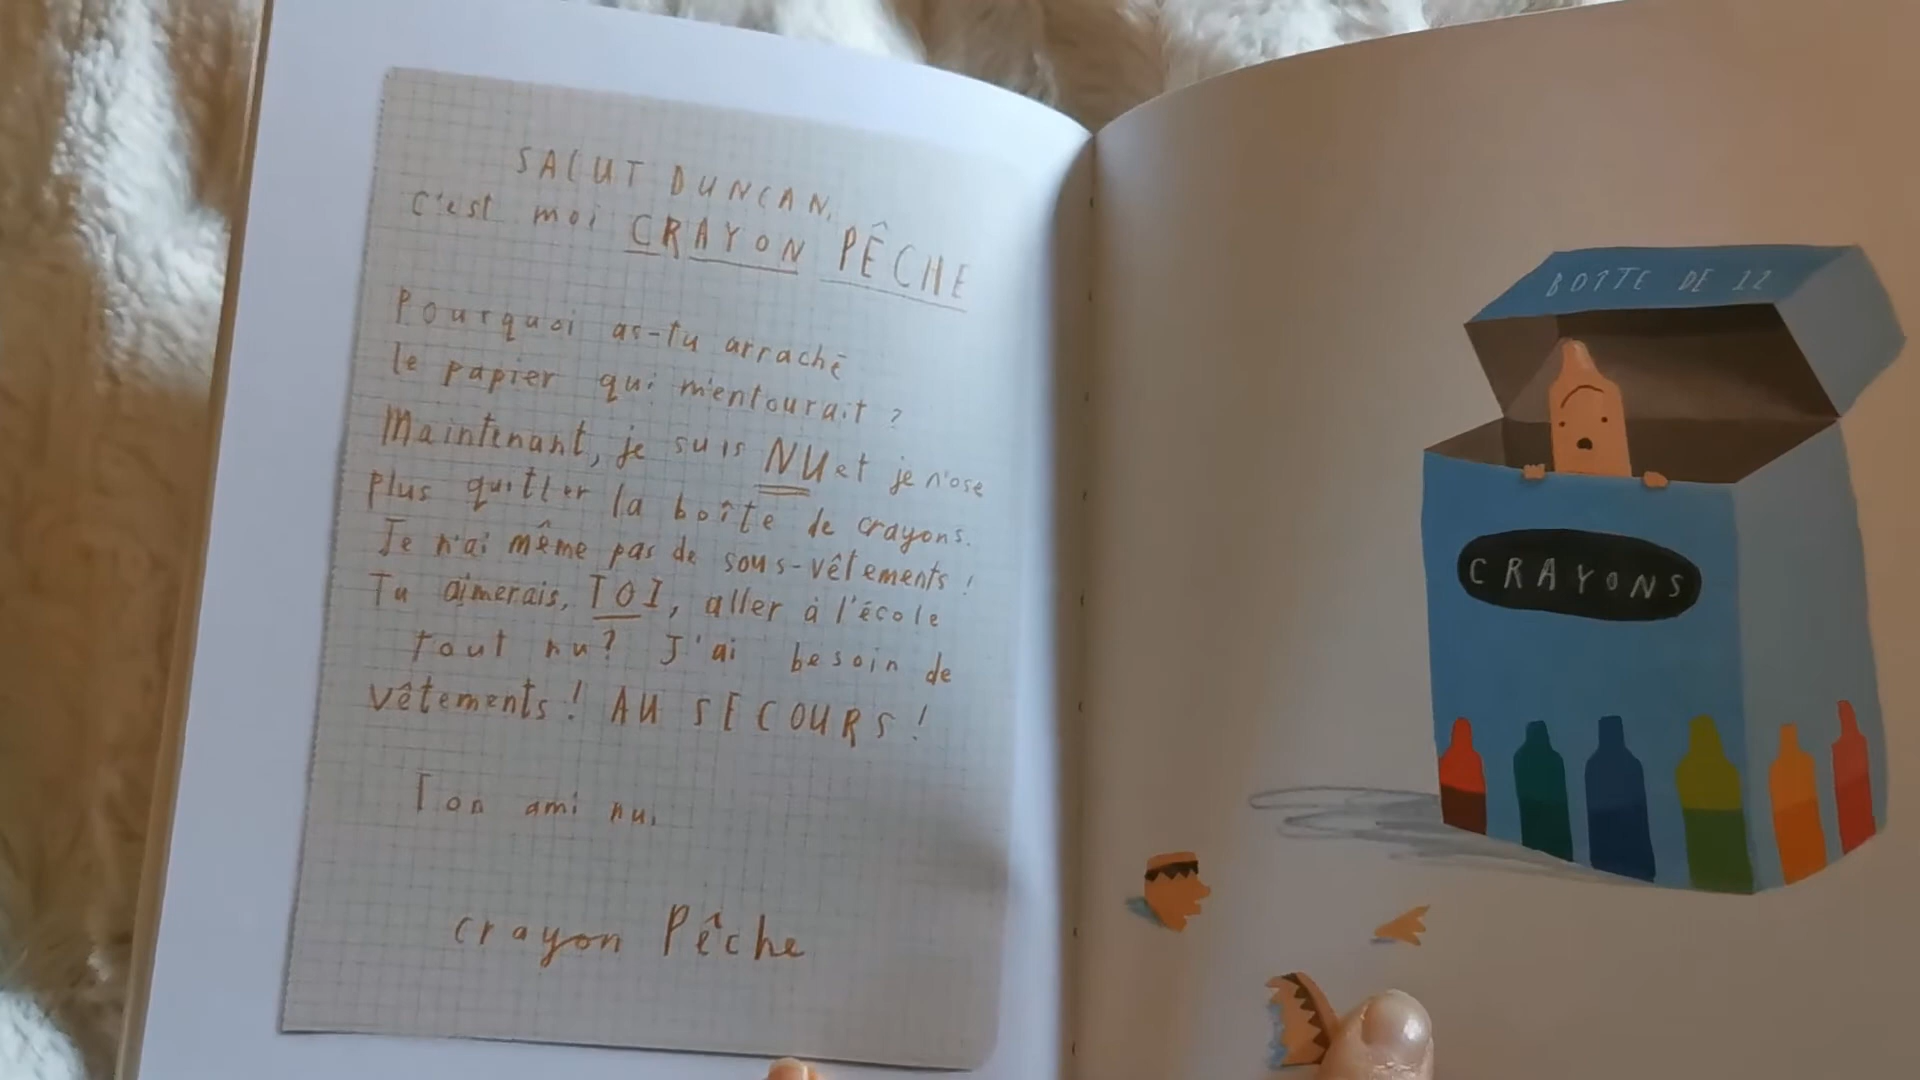 SALUT DUNCAN,
C'est moi CRAYON PÊCHE
Pourquoi as-tu arraché
le papier qui m'entourait ?
Maintenant, je suis NU et je n'ose
plus quitter la boîte de crayons.
Je n'ai même pas de sous-vêtements !
Tu aimerais, TOI, aller à l'école
tout nu ? J'ai besoin de
vêtements ! AU SECOURS !
Ton ami nu,
crayon Pêche
BOÎTE DE 12
CRAYONS